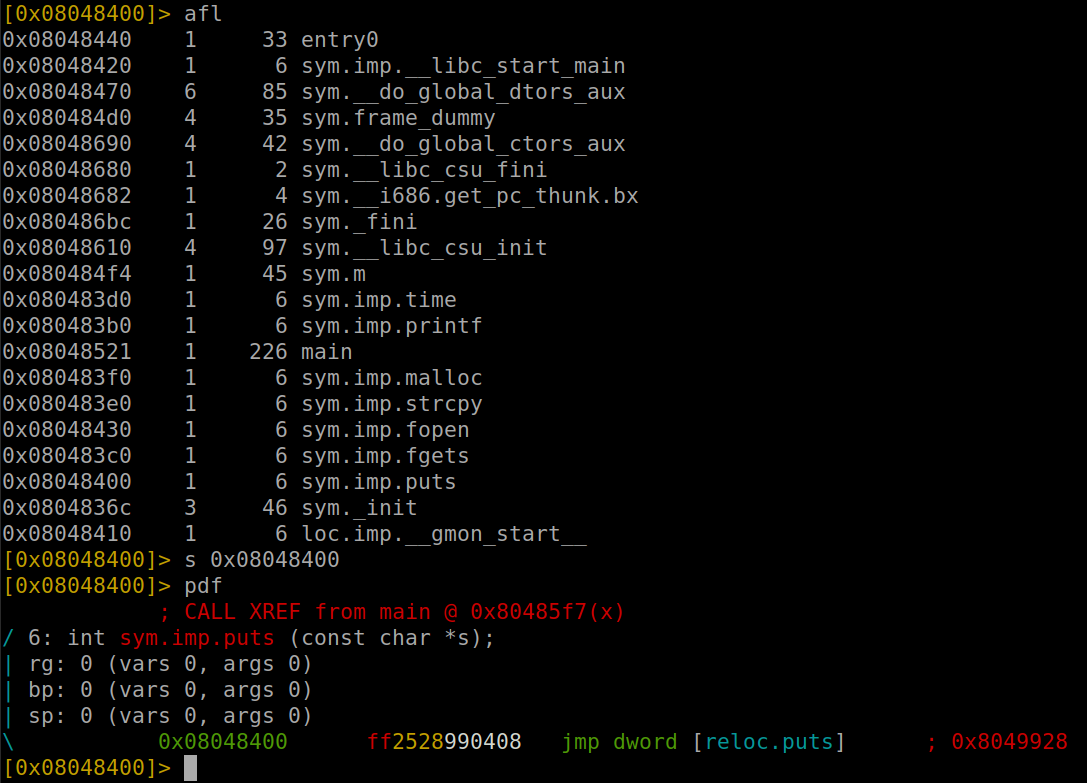 [0x08048400]> afl
0x08048440    1     33 entry0
0x08048420    1      6 sym.imp.__libc_start_main
0x08048470    6     85 sym.__do_global_dtors_aux
0x080484d0    4     35 sym.frame_dummy
0x08048690    4     42 sym.__do_global_ctors_aux
0x08048680    1      2 sym.__libc_csu_fini
0x08048682    1      4 sym.__i686.get_pc_thunk.bx
0x080486bc    1     26 sym._fini
0x08048610    4     97 sym.__libc_csu_init
0x080484f4    1     45 sym.m
0x080483d0    1      6 sym.imp.time
0x080483b0    1      6 sym.imp.printf
0x08048521    1    226 main
0x080483f0    1      6 sym.imp.malloc
0x080483e0    1      6 sym.imp.strcpy
0x08048430    1      6 sym.imp.fopen
0x080483c0    1      6 sym.imp.fgets
0x08048400    1      6 sym.imp.puts
0x0804836c    3     46 sym._init
0x08048410    1      6 loc.imp.__gmon_start__
[0x08048400]> s 0x08048400
[0x08048400]> pdf
            ; CALL XREF from main @ 0x80485f7(x)
/ 6: int sym.imp.puts (const char *s);
| rg: 0 (vars 0, args 0)
| bp: 0 (vars 0, args 0)
| sp: 0 (vars 0, args 0)
\           0x08048400      ff2528990408   jmp dword [reloc.puts]      ; 0x8049928
[0x08048400]>